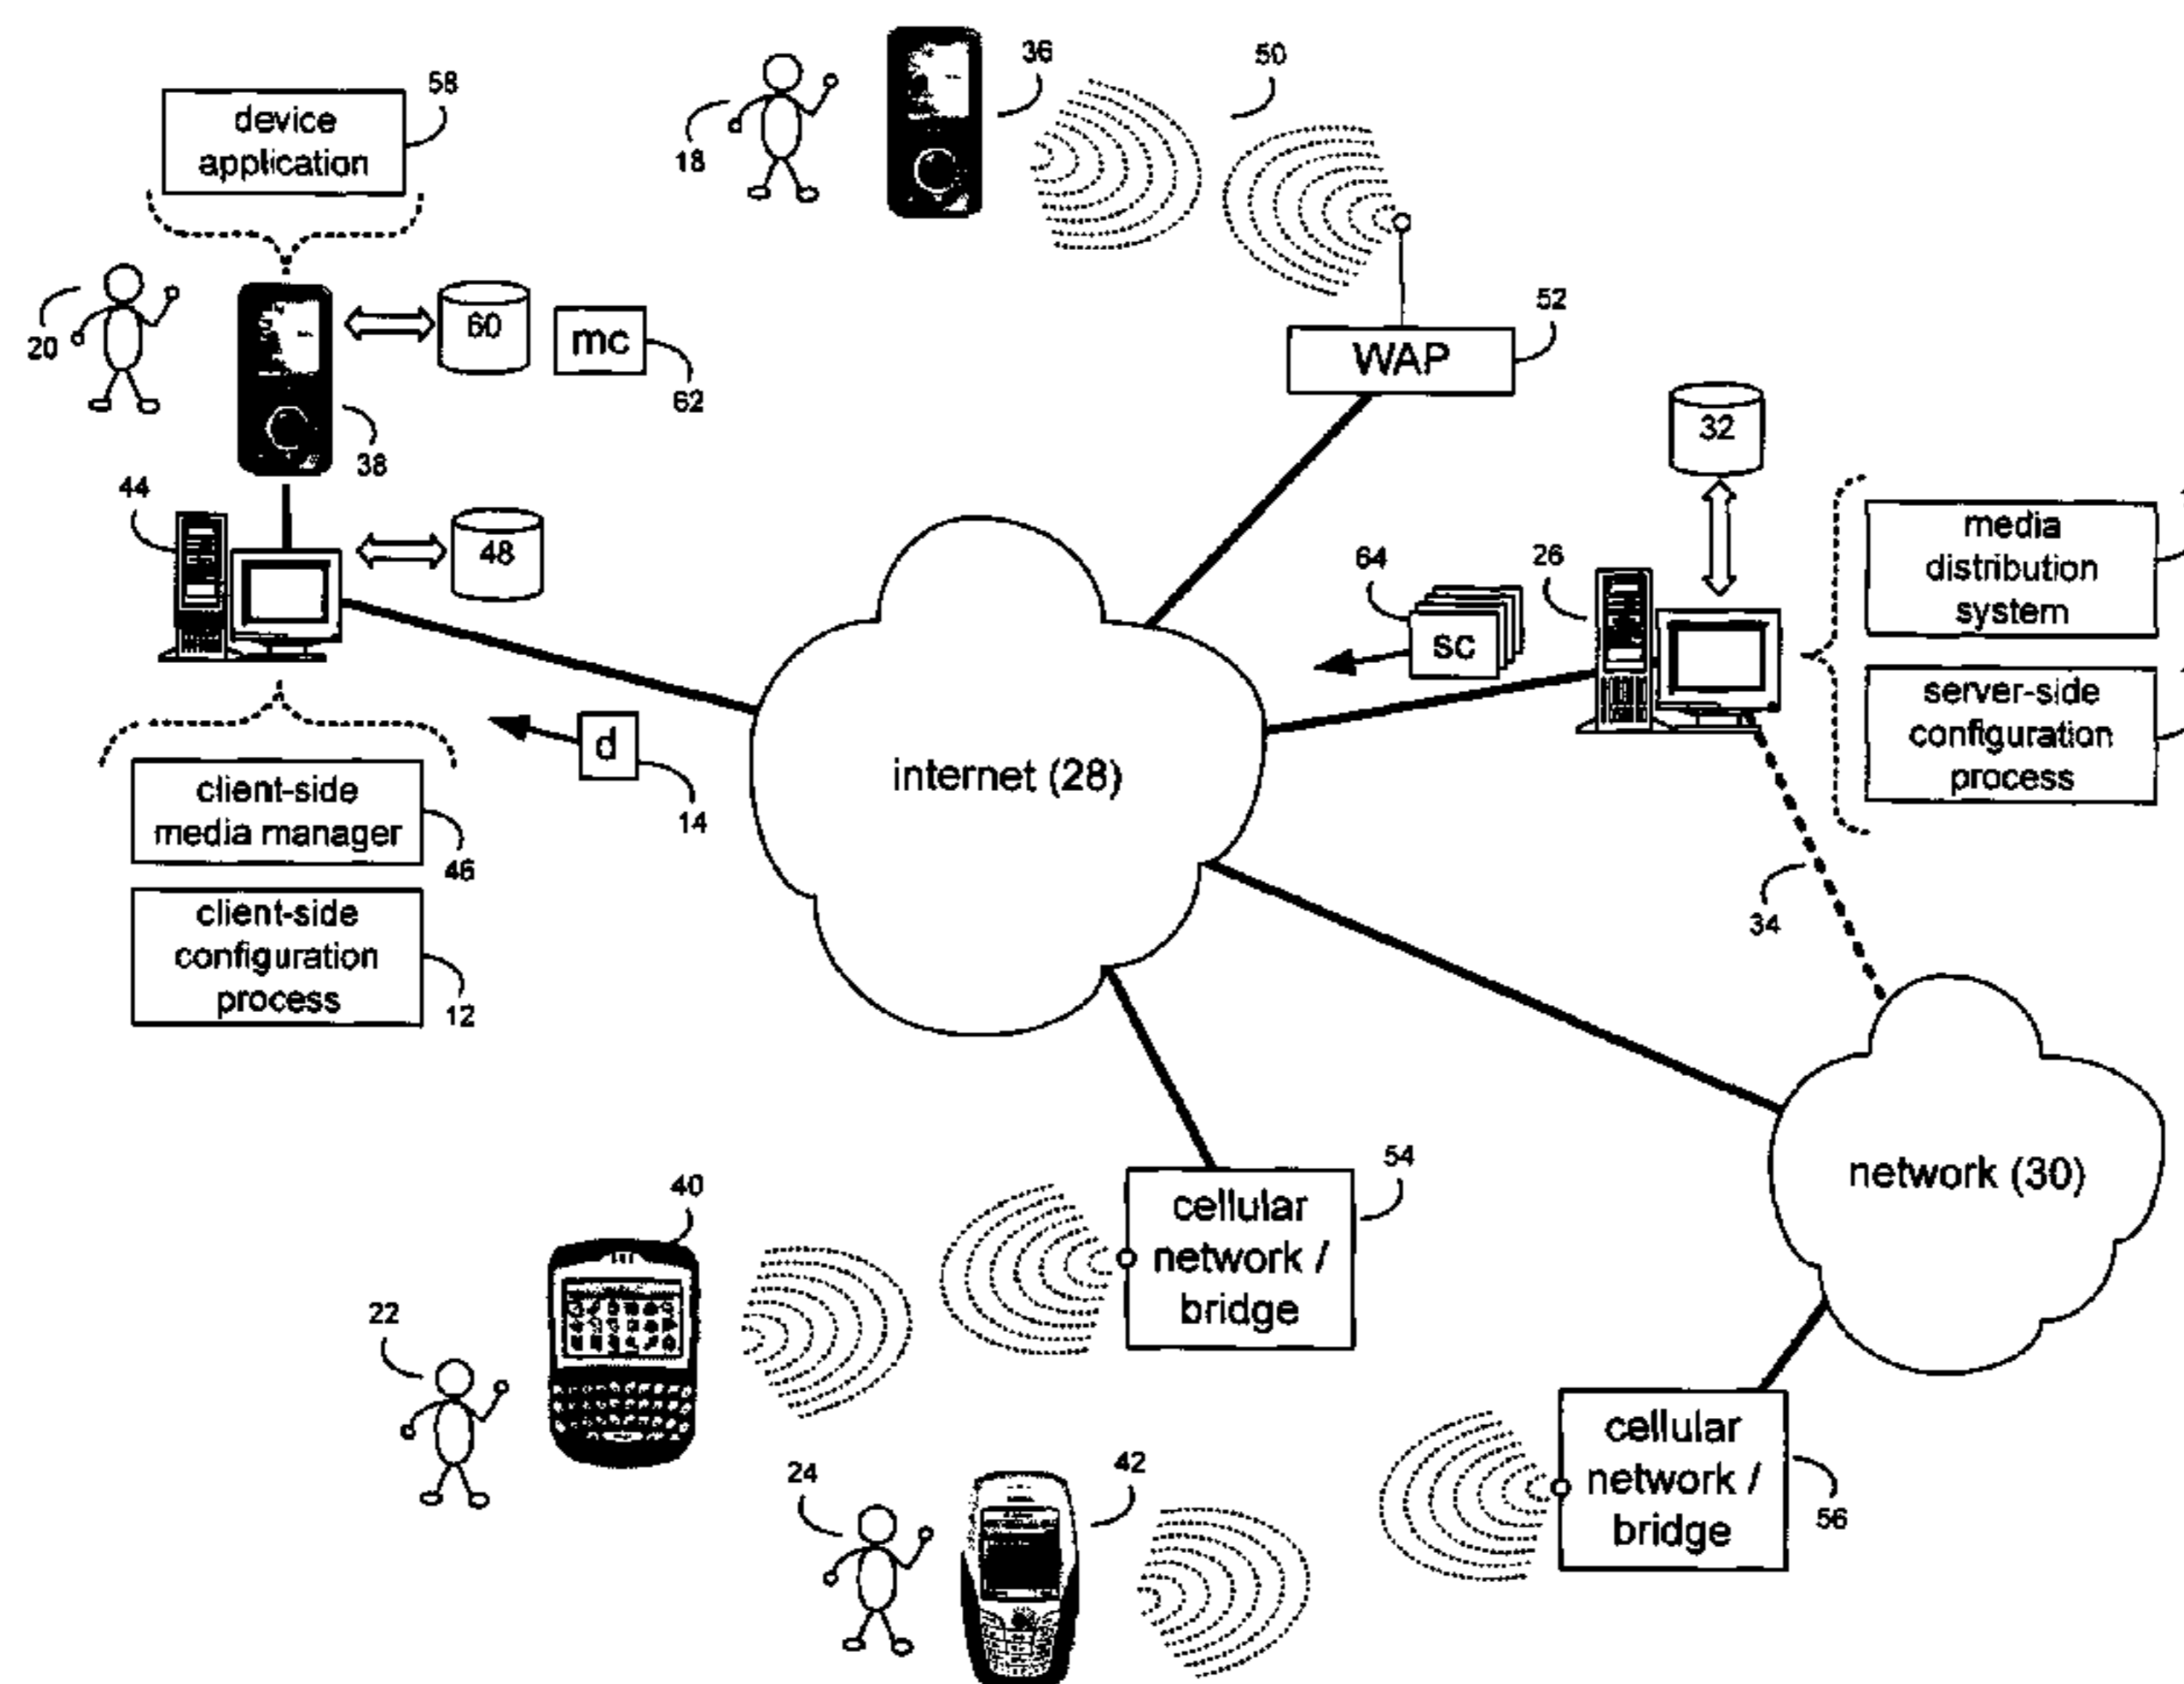 device
application
58
18
36
50
20
60
mc
62
38
WAP
52
32
44
48
64
sc
26
media
distribution
system
server-side
configuration
process
internet (28)
d
14
client-side
media manager
46
client-side
configuration
process
12
34
network (30)
cellular
network /
bridge
54
40
22
cellular
network /
bridge
56
24
42